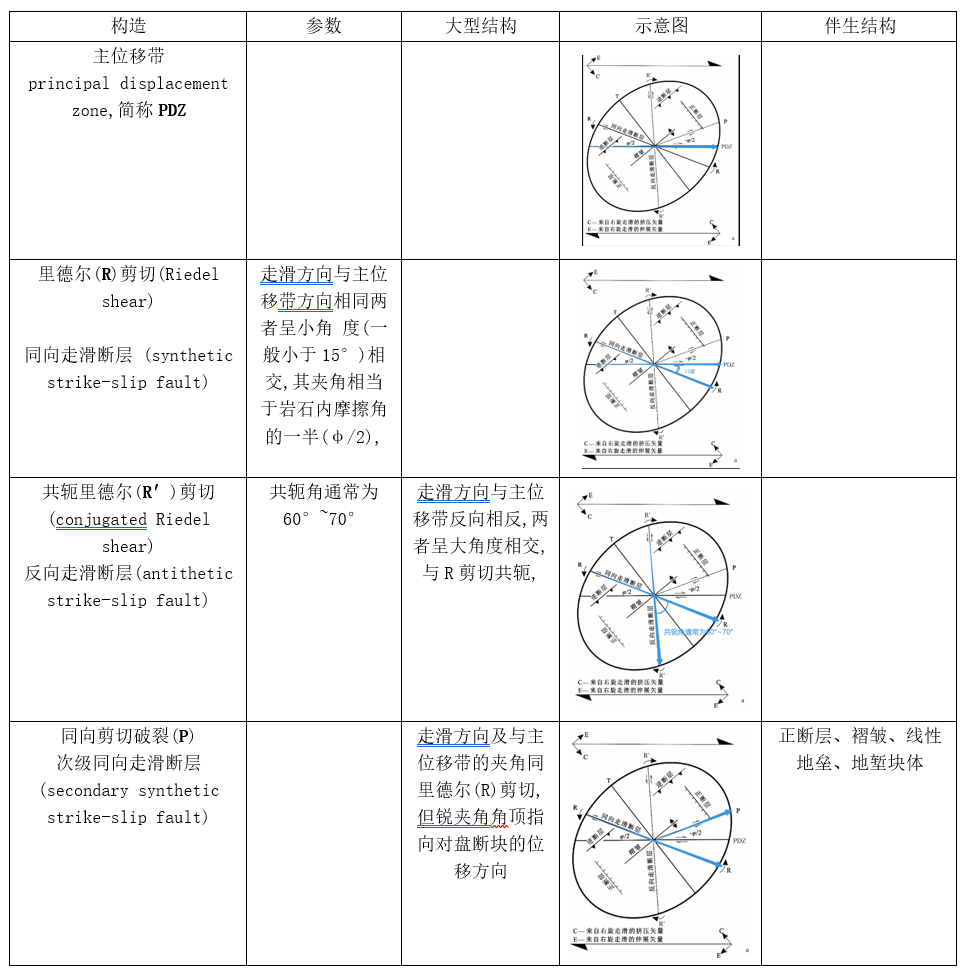 构造
参数
大型结构
示意图
伴生结构
主位移带
principal displacement
zone,简称 PDZ
E
C
R′
T
R
P
逆断层
正断层
同向走滑断层
逆断层
φ/2
-φ/2
PDZ
褶皱
反向走滑断层
正断层
R
R′
C—来自右旋走滑的挤压矢量
E—来自右旋走滑的伸展矢量
C
E
a
里德尔(R)剪切(Riedel
shear)
同向走滑断层 (synthetic
strike-slip fault)
走滑方向与主位
移带方向相同两
者呈小角 度(一
般小于 15°)相
交,其夹角相当
于岩石内摩擦角
的一半(φ/2),
E
C
R′
T
R
P
逆断层
正断层
同向走滑断层
逆断层
φ/2
-φ/2
PDZ
15度
褶皱
反向走滑断层
正断层
R
R′
C—来自右旋走滑的挤压矢量
E—来自右旋走滑的伸展矢量
C
E
a
共轭里德尔(R′)剪切
(conjugated Riedel
shear)
反向走滑断层(antithetic
strike-slip fault)
共轭角通常为
60°~70°
走滑方向与主位
移带反向相反,两
者呈大角度相交,
与 R 剪切共轭,
E
C
R′
T
R
P
逆断层
正断层
同向走滑断层
逆断层
φ/2
-φ/2
PDZ
褶皱
反向走滑断层
正断层
R
共轭角通常为60°~70°
R′
C—来自右旋走滑的挤压矢量
E—来自右旋走滑的伸展矢量
C
E
a
同向剪切破裂(P)
次级同向走滑断层
(secondary synthetic
strike-slip fault)
走滑方向及与主
位移带的夹角同
里德尔(R)剪切,
但锐夹角角顶指
向对盘断块的位
移方向
E
C
R′
T
R
P
逆断层
正断层
同向走滑断层
逆断层
φ/2
-φ/2
PDZ
褶皱
反向走滑断层
正断层
R
R′
C—来自右旋走滑的挤压矢量
E—来自右旋走滑的伸展矢量
C
E
a
正断层、褶皱、线性
地垒、地堑块体